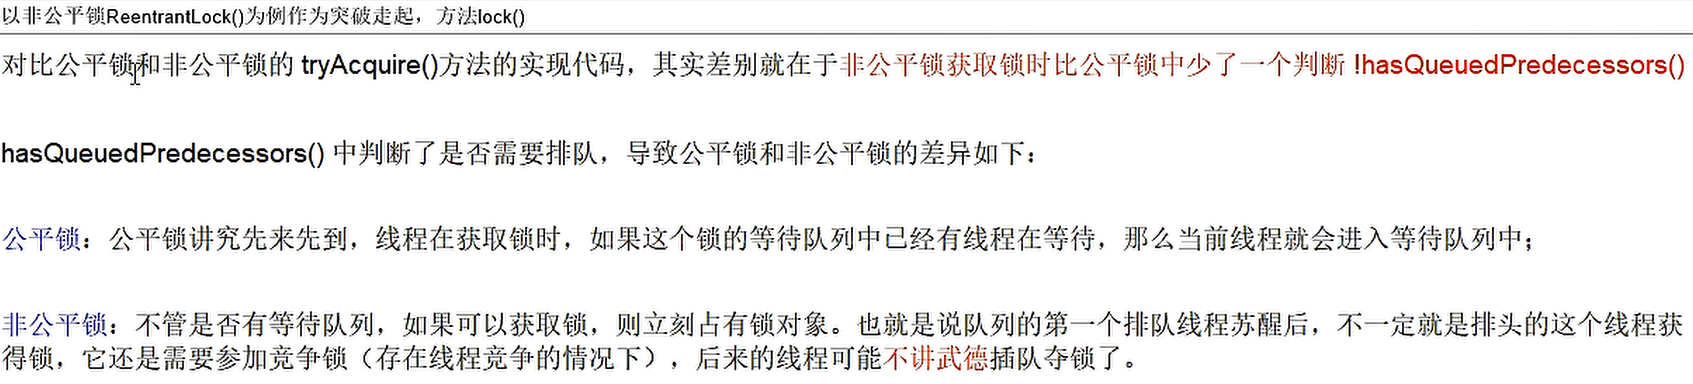 以非公平锁ReentrantLock()为例作为突破走起，方法lock()
对比公平锁和非公平锁的 tryAcquire()方法的实现代码，其实差别就在于非公平锁获取锁时比公平锁中少了一个判断 !hasQueuedPredecessors()
hasQueuedPredecessors() 中判断了是否需要排队，导致公平锁和非公平锁的差异如下：
公平锁：公平锁讲究先来先到，线程在获取锁时，如果这个锁的等待队列中已经有线程在等待，那么当前线程就会进入等待队列中；
非公平锁：不管是否有等待队列，如果可以获取锁，则立刻占有锁对象。也就是说队列的第一个排队线程苏醒后，不一定就是排头的这个线程获
得锁，它还是需要参加竞争锁（存在线程竞争的情况下），后来的线程可能不讲武德插队夺锁了。